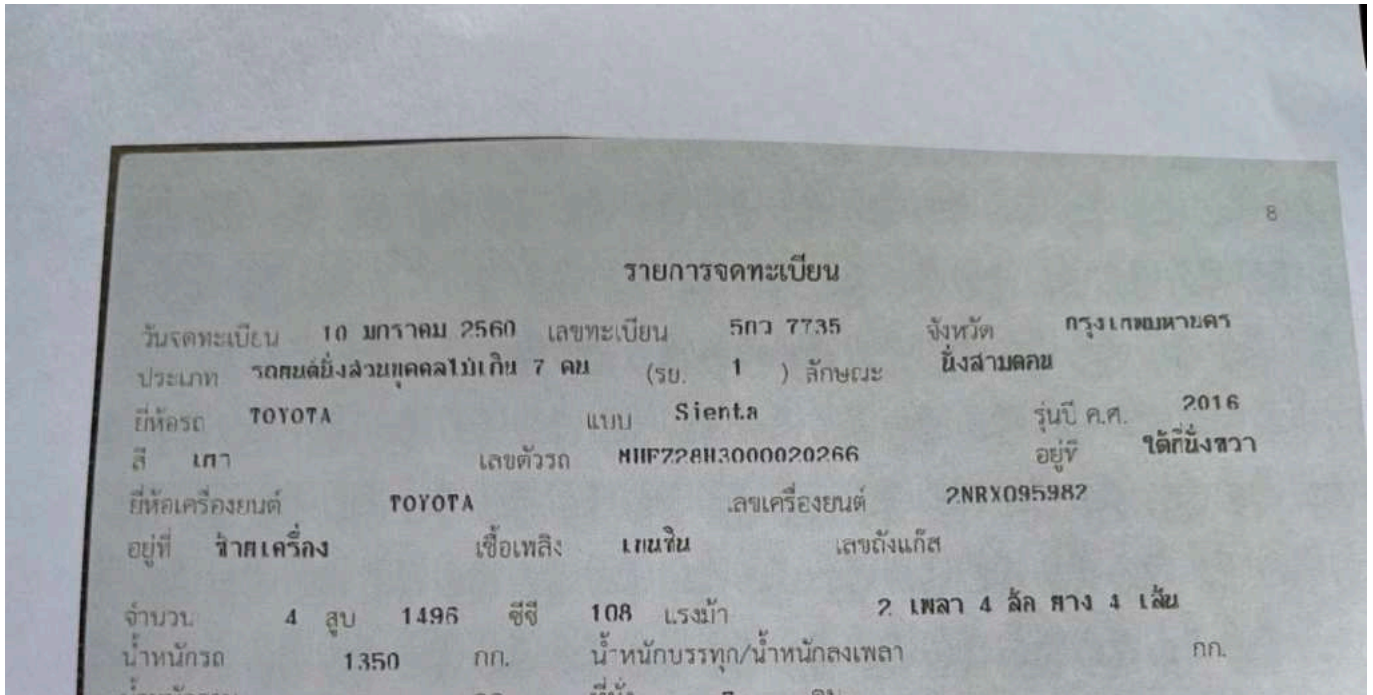 8
รายการจดทะเบียน
วันจดทะเบียน 10 มกราคม 2560 เลขทะเบียน 5กว 7735 จังหวัด กรุงเทพมหานคร
ประเภท รถยนต์นั่งส่วนบุคคลไม่เกิน 7 คน (รย. 1 ) ลักษณะ นั่งสามตอน
ยี่ห้อรถ TOYOTA แบบ Sienta รุ่นปี ค.ศ. 2016
สี เทา เลขตัวรถ MHFZ28H3000020266 อยู่ที่ ใต้ที่นั่งขวา
ยี่ห้อเครื่องยนต์ TOYOTA เลขเครื่องยนต์ 2NRX095982
อยู่ที่ ซ้ายเครื่อง เชื้อเพลิง เบนซิน เลขถังแก๊ส
จำนวน 4 สูบ 1496 ซีซี 108 แรงม้า 2 เพลา 4 ล้อ ยาง 4 เส้น
น้ำหนักรถ 1350 กก. น้ำหนักบรรทุก/น้ำหนักลงเพลา กก.